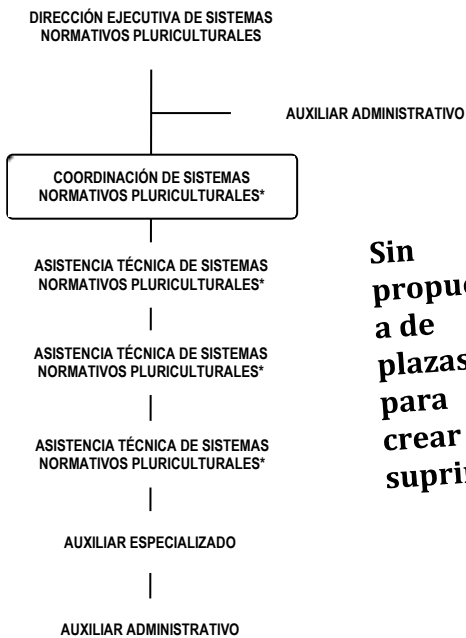 DIRECCIÓN EJECUTIVA DE SISTEMAS
NORMATIVOS PLURICULTURALES
AUXILIAR ADMINISTRATIVO
COORDINACIÓN DE SISTEMAS
NORMATIVOS PLURICULTURALES*
ASISTENCIA TÉCNICA DE SISTEMAS
NORMATIVOS PLURICULTURALES*
ASISTENCIA TÉCNICA DE SISTEMAS
NORMATIVOS PLURICULTURALES*
ASISTENCIA TÉCNICA DE SISTEMAS
NORMATIVOS PLURICULTURALES*
AUXILIAR ESPECIALIZADO
AUXILIAR ADMINISTRATIVO
Sin
a de
plazas
para
crear